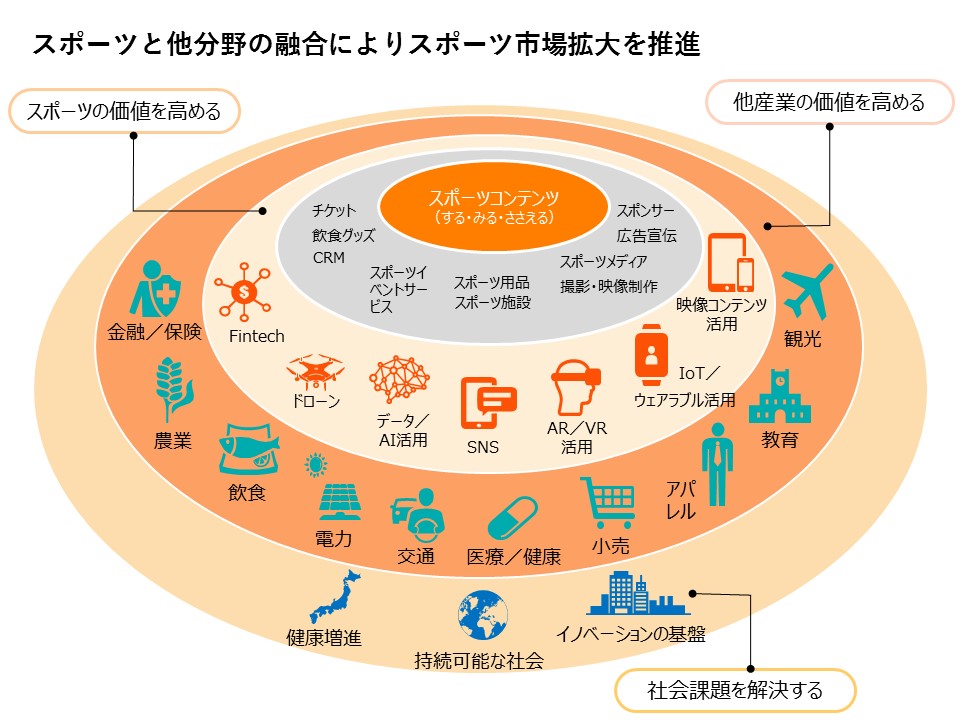 スポーツと他分野の融合によりスポーツ市場拡大を推進
スポーツの価値を高める
他産業の価値を高める
スポーツコンテンツ
（する・みる・ささえる）
チケット
飲食グッズ
CRM
スポーツイ
ベントサー
ビス
スポーツ用品
スポーツ施設
スポンサー
広告宣伝
スポーツメディア
撮影・映像制作
映像コンテンツ
活用
Fintech
ドローン
データ／
AI活用
SNS
AR／VR
活用
IoT／
ウェアラブル活用
金融／保険
農業
飲食
電力
交通
医療／健康
小売
アパ
レル
教育
観光
健康増進
持続可能な社会
イノベーションの基盤
社会課題を解決する